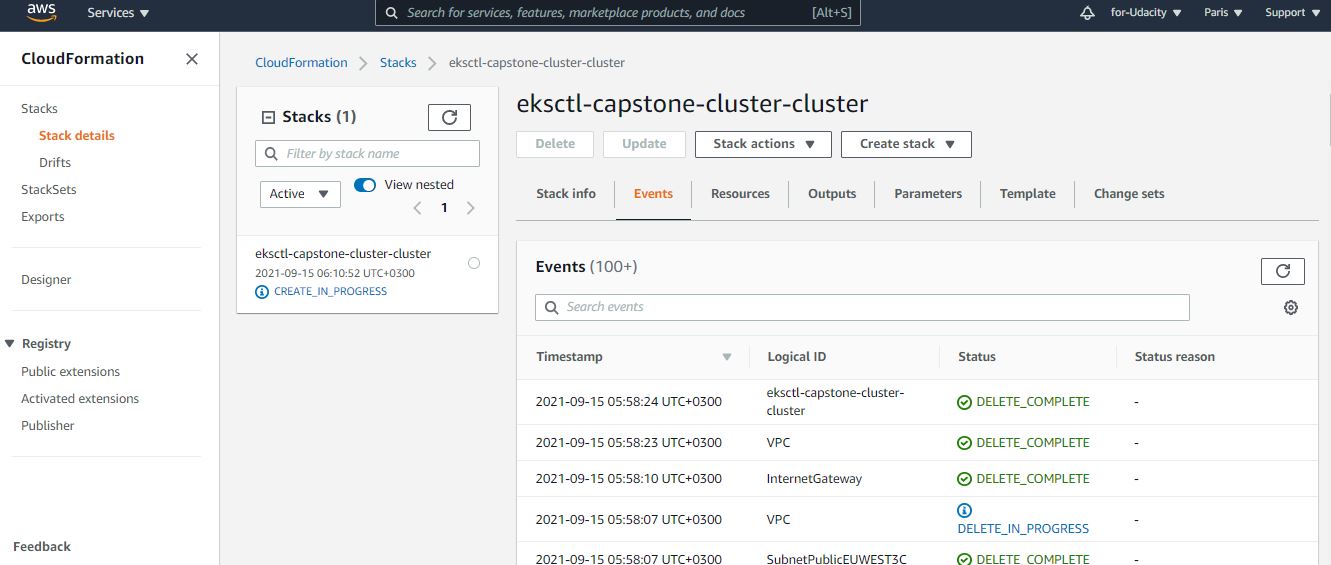 aws
Services
Search for services, features, marketplace products, and docs [Alt+S]
for-Udacity
Paris
Support
CloudFormation
Stacks
Stack details
Drifts
StackSets
Exports
Designer
Registry
Public extensions
Activated extensions
Publisher
Feedback
CloudFormation
Stacks
eksctl-capstone-cluster-cluster
Stacks (1)
Filter by stack name
Active
View nested
1
eksctl-capstone-cluster-cluster
2021-09-15 06:10:52 UTC+0300
CREATE_IN_PROGRESS
eksctl-capstone-cluster-cluster
Delete
Update
Stack actions
Create stack
Stack info
Events
Resources
Outputs
Parameters
Template
Change sets
Events (100+)
Search events
Timestamp Logical ID Status Status reason
2021-09-15 05:58:24 UTC+0300 eksctl-capstone-cluster-
cluster DELETE_COMPLETE -
2021-09-15 05:58:23 UTC+0300 VPC DELETE_COMPLETE -
2021-09-15 05:58:10 UTC+0300 InternetGateway DELETE_COMPLETE -
2021-09-15 05:58:07 UTC+0300 VPC DELETE_IN_PROGRESS -
2021-09-15 05:58:07 UTC+0300 SubnetPublicEUWEST3C DELETE_COMPLETE -